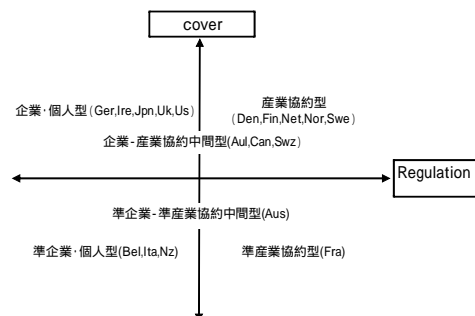 cover
企業･個人型(Ger,Ire,Jpn,Uk,Us)
産業協約型
(Den,Fin,Net,Nor,Swe)
企業-産業協約中間型(Aul,Can,Swz)
Regulation
準企業-準産業協約中間型(Aus)
準企業･個人型(Bel,Ita,Nz)
準産業協約型(Fra)